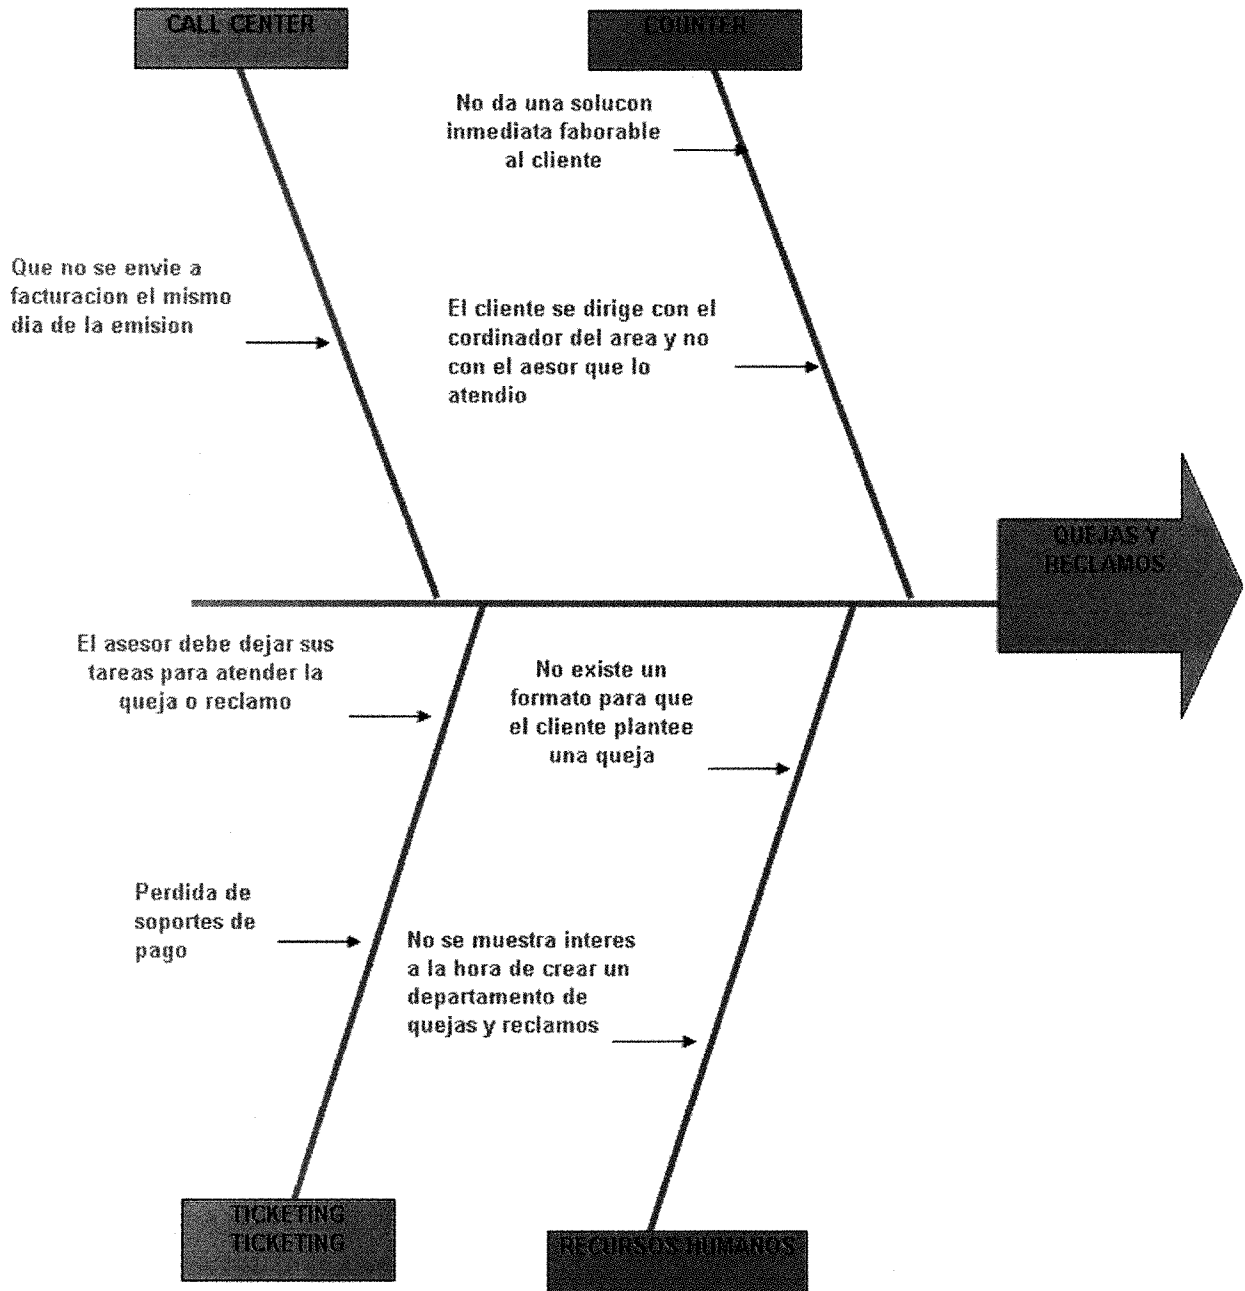 CALL CENTER
COUNTER
No da una solucon
inmediata faborable
al cliente
Que no se envie a
facturacion el mismo
dia de la emision
El cliente se dirige con el
cordinador del area y no
con el aesor que lo
atendio
QUEJAS Y
RECLAMOS
El asesor debe dejar sus
tareas para atender la
queja o reclamo
No existe un
formato para que
el cliente plantee
una queja
Perdida de
soportes de
pago
No se muestra interes
a la hora de crear un
departamento de
quejas y reclamos
TICKETING
TICKETING
RECURSOS HUMANOS